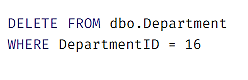 DELETE FROM dbo.Department
WHERE DepartmentID = 16